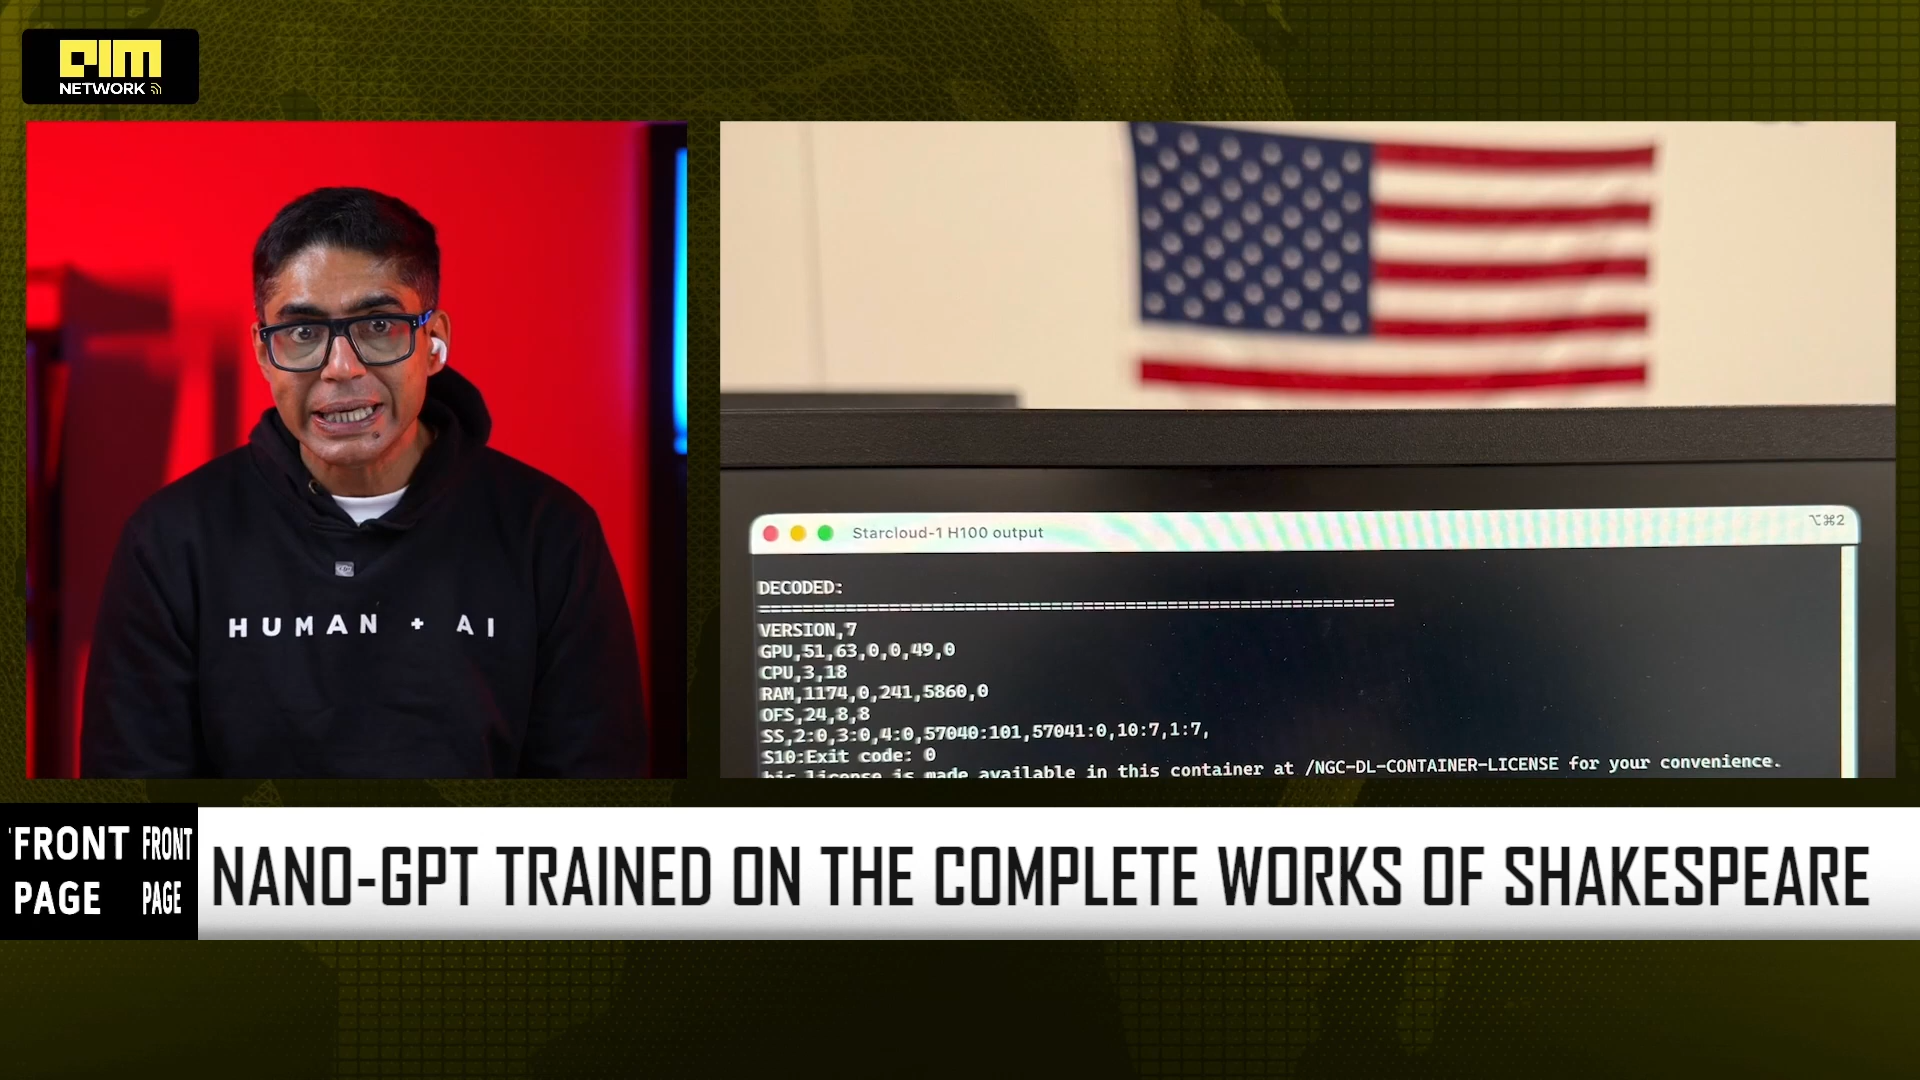 AIM
NETWORK
HUMAN + AI
Starcloud-1 H100 output
⌥⌘2
DECODED:
===========================================================
VERSION,7
GPU,51,63,0,0,49,0
CPU,3,18
RAM,1174,0,241,5860,0
OFS,24,8,8
SS,2:0,3:0,4:0,57040:101,57041:0,10:7,1:7,
S10:Exit code: 0
license is made available in this container at /NGC-DL-CONTAINER-LICENSE for your convenience.
FRONT FRONT
PAGE PAGE
NANO-GPT TRAINED ON THE COMPLETE WORKS OF SHAKESPEARE